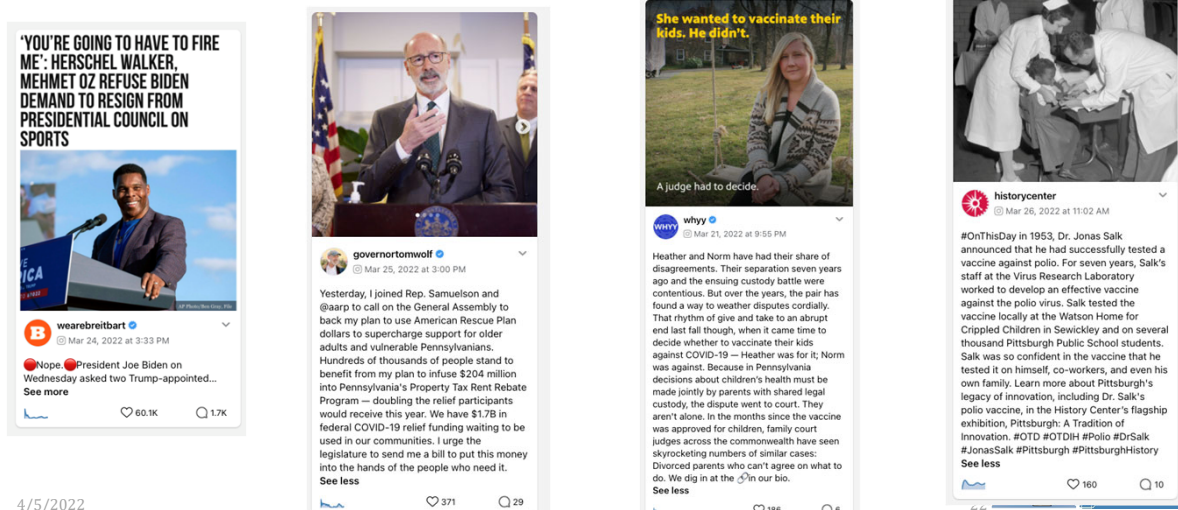 ‘YOU’RE GOING TO HAVE TO FIRE
ME’: HERSCHEL WALKER,
MEHMET OZ REFUSE BIDEN
DEMAND TO RESIGN FROM
PRESIDENTIAL COUNCIL ON
SPORTS
AP Photo/Ben Gray, File
wearebreitbart
Mar 24, 2022 at 3:33 PM
Nope. President Joe Biden on
Wednesday asked two Trump-appointed...
See more
60.1K 1.7K
governortomwolf
Mar 25, 2022 at 3:00 PM
Yesterday, I joined Rep. Samuelson and
@aarp to call on the General Assembly to
back my plan to use American Rescue Plan
dollars to supercharge support for older
adults and vulnerable Pennsylvanians.
Hundreds of thousands of people stand to
benefit from my plan to infuse $204 million
into Pennsylvania's Property Tax Rent Rebate
Program — doubling the relief participants
would receive this year. We have $1.7B in
federal COVID-19 relief funding waiting to be
used in our communities. I urge the
legislature to send me a bill to put this money
into the hands of the people who need it.
See less
371 29
She wanted to vaccinate their
kids. He didn't.
A judge had to decide.
WHYY
whyy
Mar 21, 2022 at 9:55 PM
Heather and Norm have had their share of
disagreements. Their separation seven years
ago and the ensuing custody battle were
contentious. But over the years, the pair has
found a way to weather disputes cordially.
That rhythm of give and take to an abrupt
end last fall though, when it came time to
decide whether to vaccinate their kids
against COVID-19 — Heather was for it; Norm
was against. Because in Pennsylvania
decisions about children's health must be
made jointly by parents with shared legal
custody, the dispute went to court. They
aren't alone. In the months since the vaccine
was approved for children, family court
judges across the commonwealth have seen
skyrocketing numbers of similar cases:
Divorced parents who can't agree on what to
do. We dig in at the 🔗in our bio.
See less
historycenter
Mar 26, 2022 at 11:02 AM
#OnThisDay in 1953, Dr. Jonas Salk
announced that he had successfully tested a
vaccine against polio. For seven years, Salk's
staff at the Virus Research Laboratory
worked to develop an effective vaccine
against the polio virus. Salk tested the
vaccine locally at the Watson Home for
Crippled Children in Sewickley and on several
thousand Pittsburgh Public School students.
Salk was so confident in the vaccine that he
tested it on himself, co-workers, and even his
own family. Learn more about Pittsburgh's
legacy of innovation, including Dr. Salk's
polio vaccine, in the History Center's flagship
exhibition, Pittsburgh: A Tradition of
Innovation. #OTD #OTDIH #Polio #DrSalk
#JonasSalk #Pittsburgh #PittsburghHistory
See less
160 10
4/5/2022